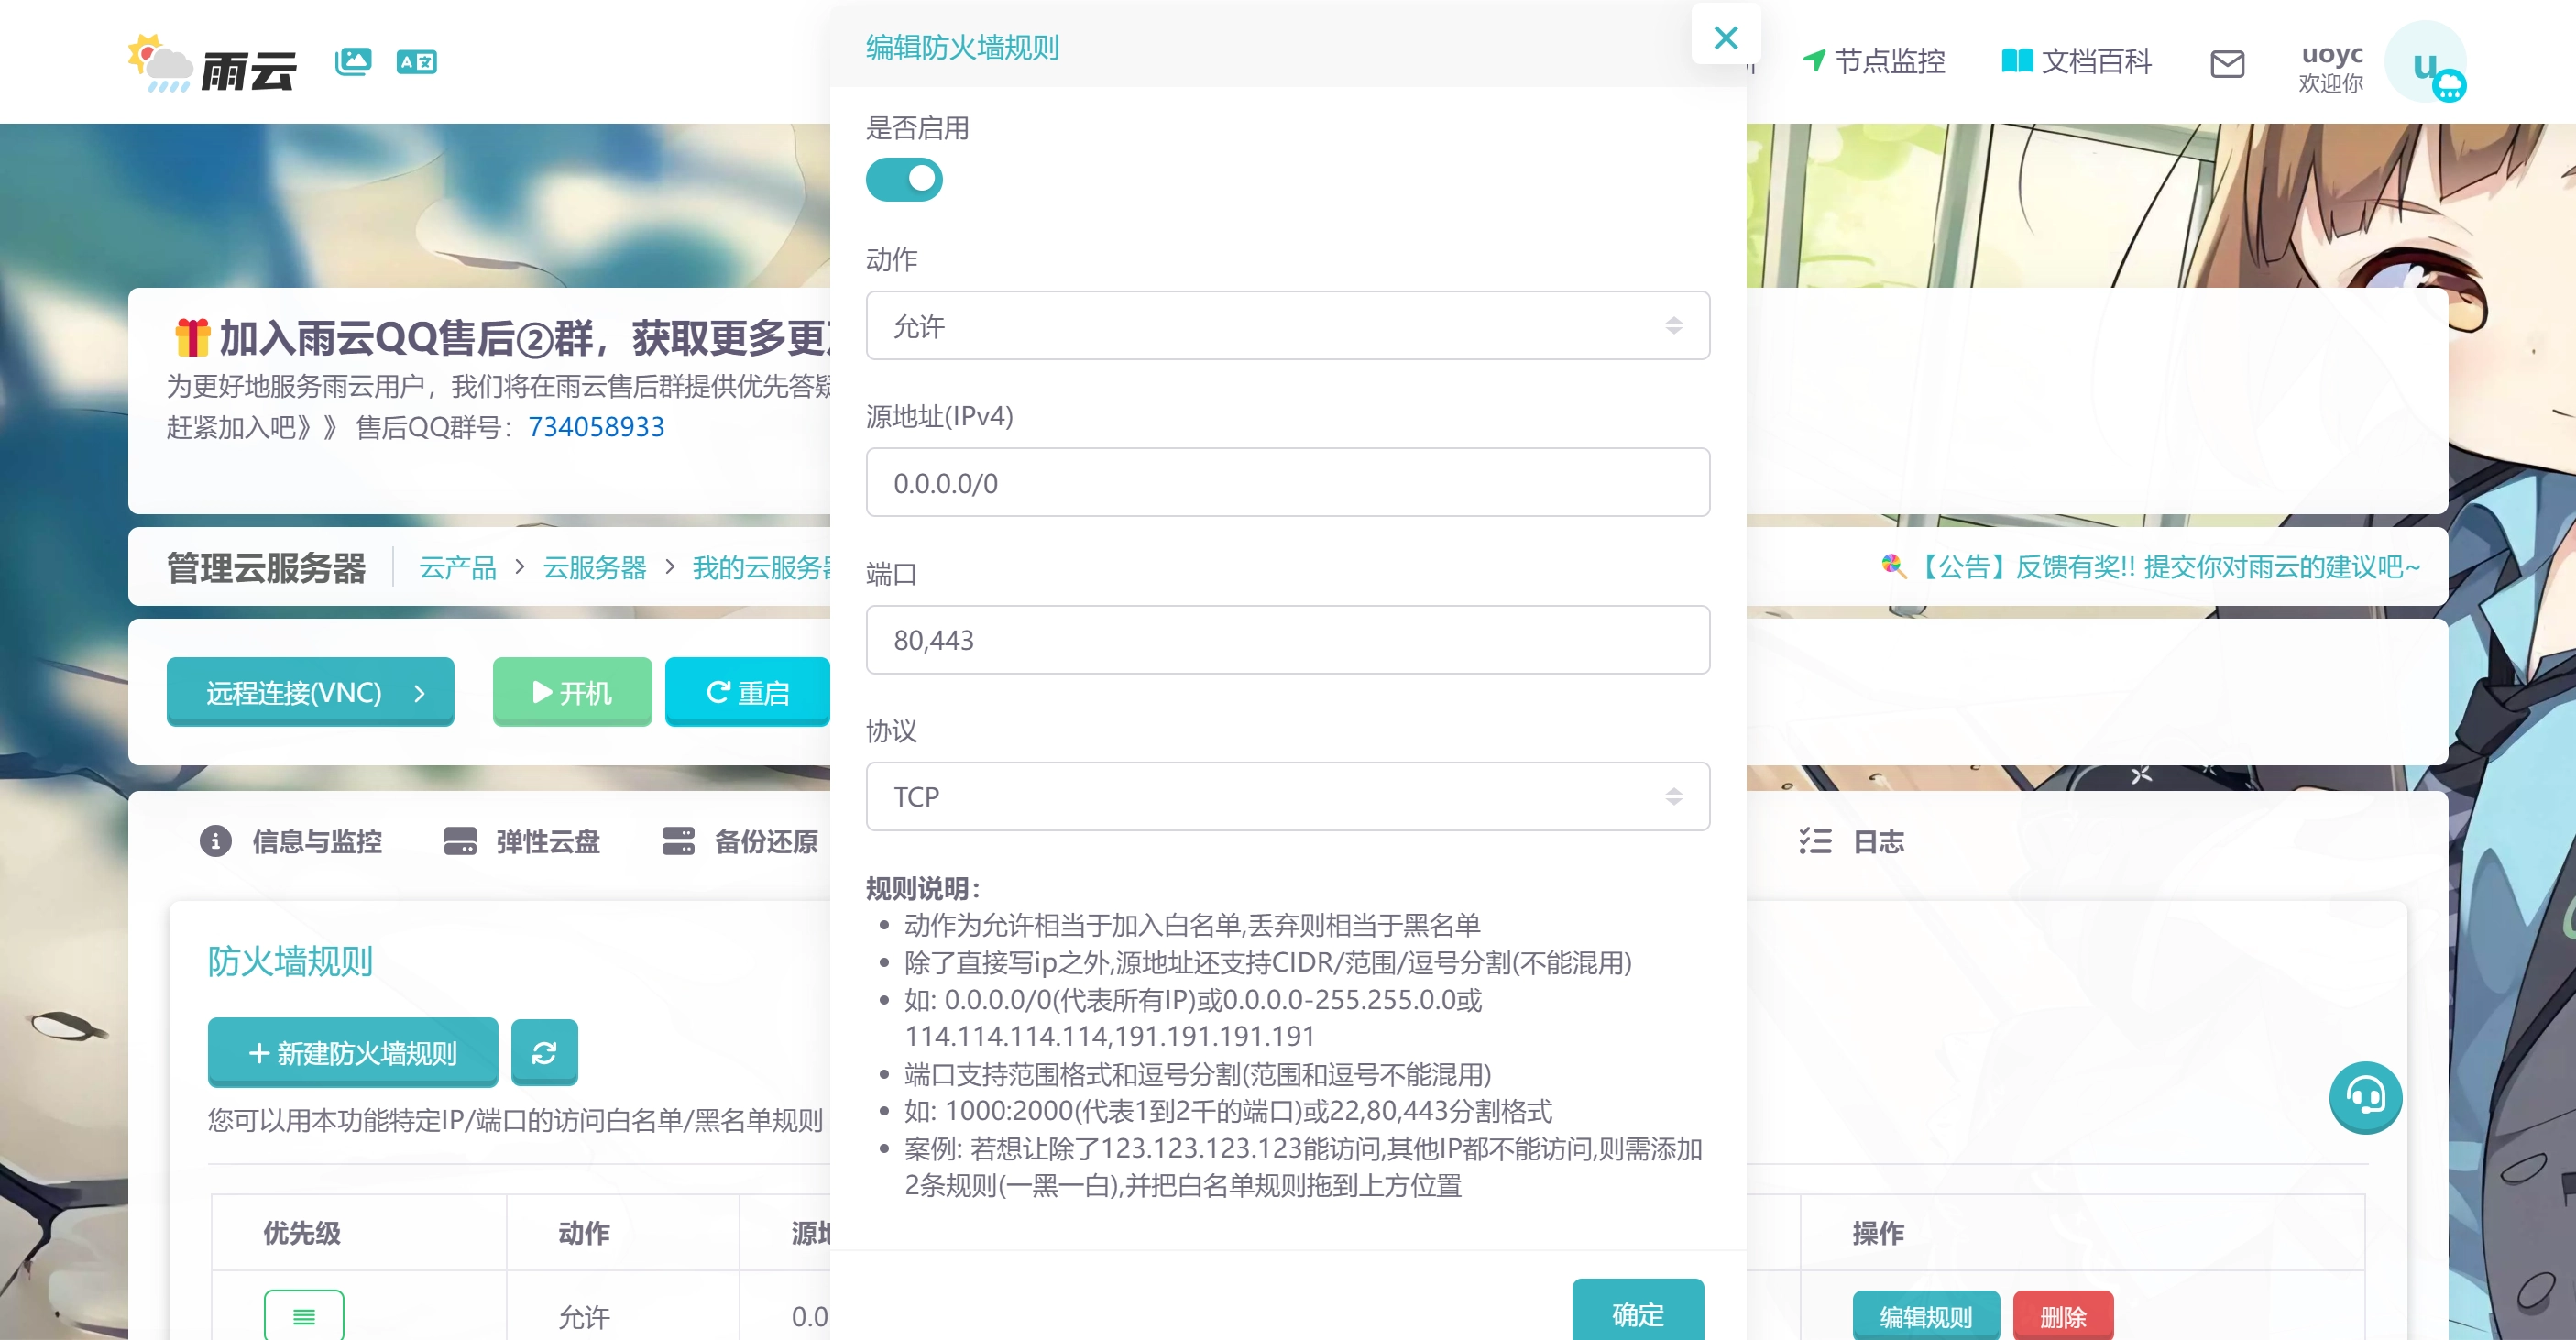 雨云
编辑防火墙规则
节点监控
文档百科
uoyc
欢迎你
u
是否启用
动作
允许
源地址(IPv4)
0.0.0.0/0
端口
80,443
协议
TCP
规则说明：
动作为允许相当于加入白名单,丢弃则相当于黑名单
除了直接写ip之外,源地址还支持CIDR/范围/逗号分割(不能混用)
如: 0.0.0.0/0(代表所有IP)或0.0.0.0-255.255.0.0或
114.114.114.114,191.191.191.191
端口支持范围格式和逗号分割(范围和逗号不能混用)
如: 1000:2000(代表1到2千的端口)或22,80,443分割格式
案例: 若想让除了123.123.123.123能访问,其他IP都不能访问,则需添加
2条规则(一黑一白),并把白名单规则拖到上方位置
确定
加入雨云QQ售后②群，获取更多更
为更好地服务雨云用户，我们将在雨云售后群提供优先答疑
赶紧加入吧》》 售后QQ群号：734058933
管理云服务器
云产品 > 云服务器 > 我的云服务器
【公告】反馈有奖!! 提交你对雨云的建议吧~
远程连接(VNC) >
开机
重启
信息与监控
弹性云盘
备份还原
日志
防火墙规则
+ 新建防火墙规则
您可以用本功能特定IP/端口的访问白名单/黑名单规则
优先级 动作 源地 操作
允许 0.0 编辑规则 删除